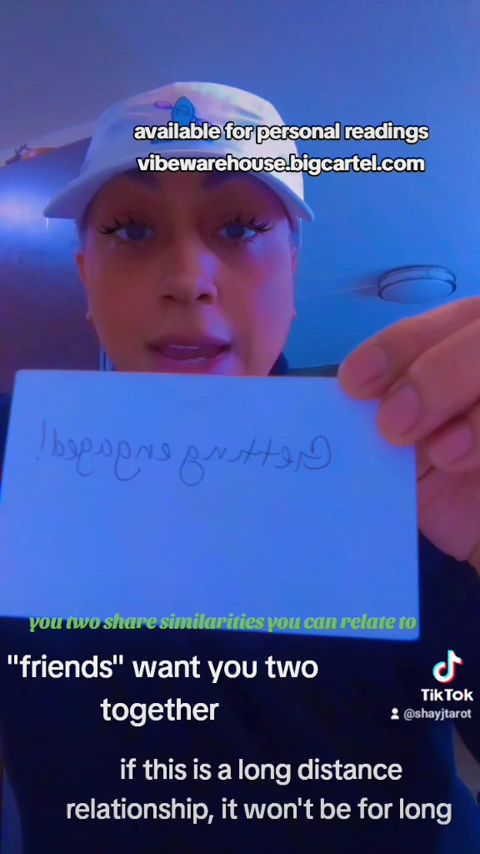 available for personal readings
vibewarehouse.bigcartel.com
Getting engaged!
you two share similarities you can relate to
"friends" want you two
together
TikTok
@shayjtarot
if this is a long distance
relationship, it won't be for long